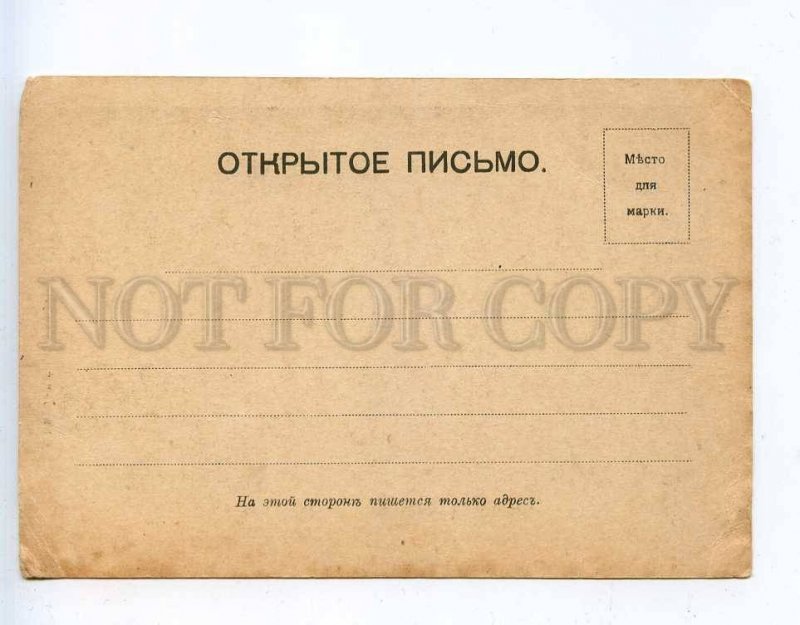 ОТКРЫТОЕ ПИСЬМО.
Мѣсто
для
марки.
NOT FOR COPY
На этой сторонѣ пишется только адресъ.